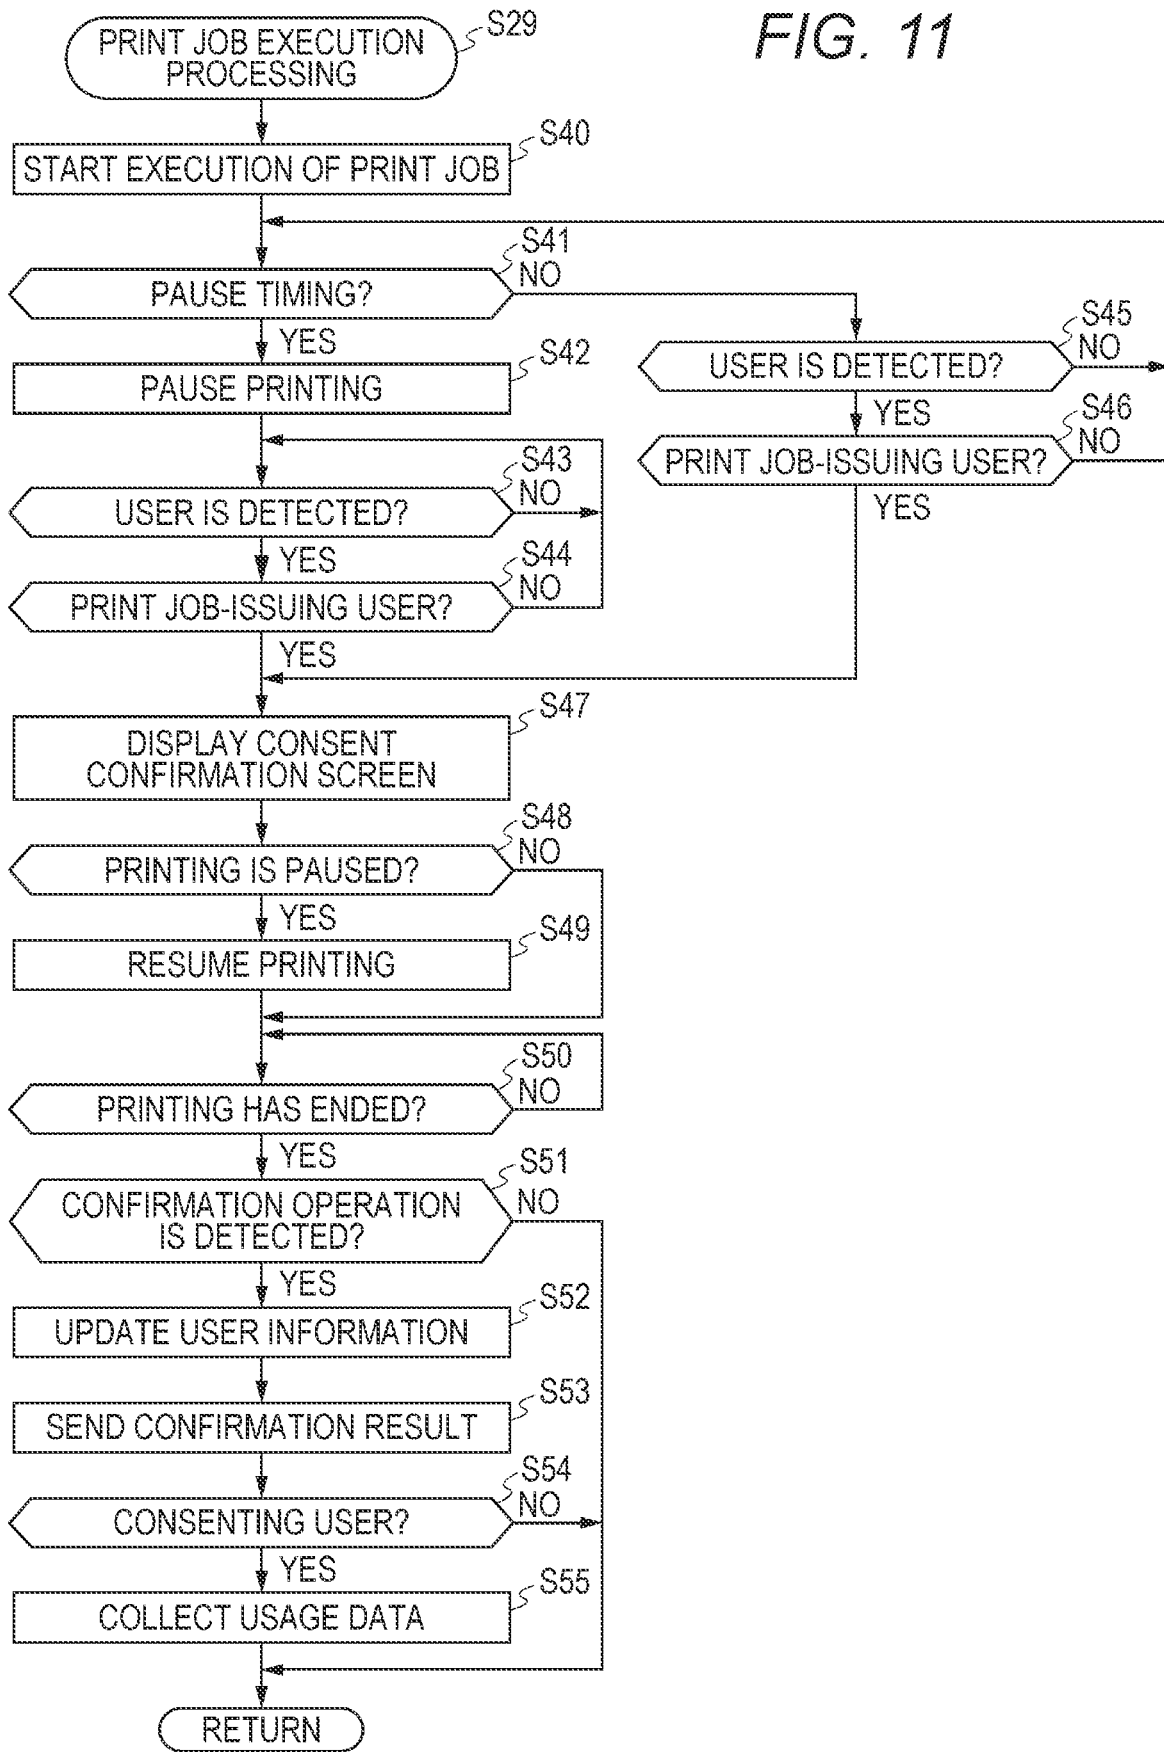 FIG. 11
PRINT JOB EXECUTION
PROCESSING
S29
S40
START EXECUTION OF PRINT JOB
S41
PAUSE TIMING?
NO
YES
S42
PAUSE PRINTING
S45
USER IS DETECTED?
NO
YES
S46
PRINT JOB-ISSUING USER?
NO
YES
S43
USER IS DETECTED?
NO
YES
S44
PRINT JOB-ISSUING USER?
NO
YES
S47
DISPLAY CONSENT
CONFIRMATION SCREEN
S48
PRINTING IS PAUSED?
NO
YES
S49
RESUME PRINTING
S50
PRINTING HAS ENDED?
NO
YES
S51
CONFIRMATION OPERATION
IS DETECTED?
NO
YES
S52
UPDATE USER INFORMATION
S53
SEND CONFIRMATION RESULT
S54
CONSENTING USER?
NO
YES
S55
COLLECT USAGE DATA
RETURN